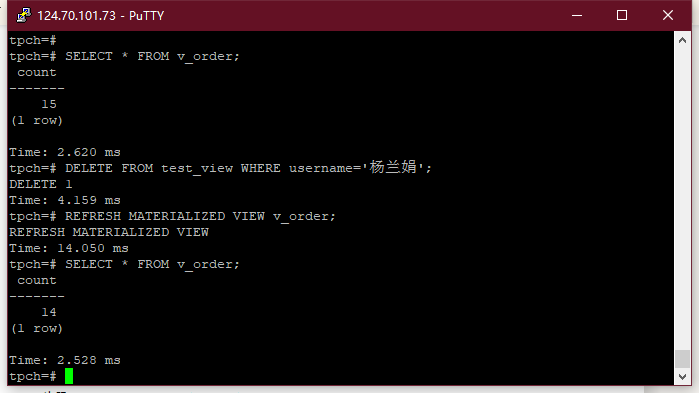 124.70.101.73 - PuTTY
tpch=#
tpch=# SELECT * FROM v_order;
 count
-------
    15
(1 row)

Time: 2.620 ms
tpch=# DELETE FROM test_view WHERE username='杨兰娟';
DELETE 1
Time: 4.159 ms
tpch=# REFRESH MATERIALIZED VIEW v_order;
REFRESH MATERIALIZED VIEW
Time: 14.050 ms
tpch=# SELECT * FROM v_order;
 count
-------
    14
(1 row)

Time: 2.528 ms
tpch=#